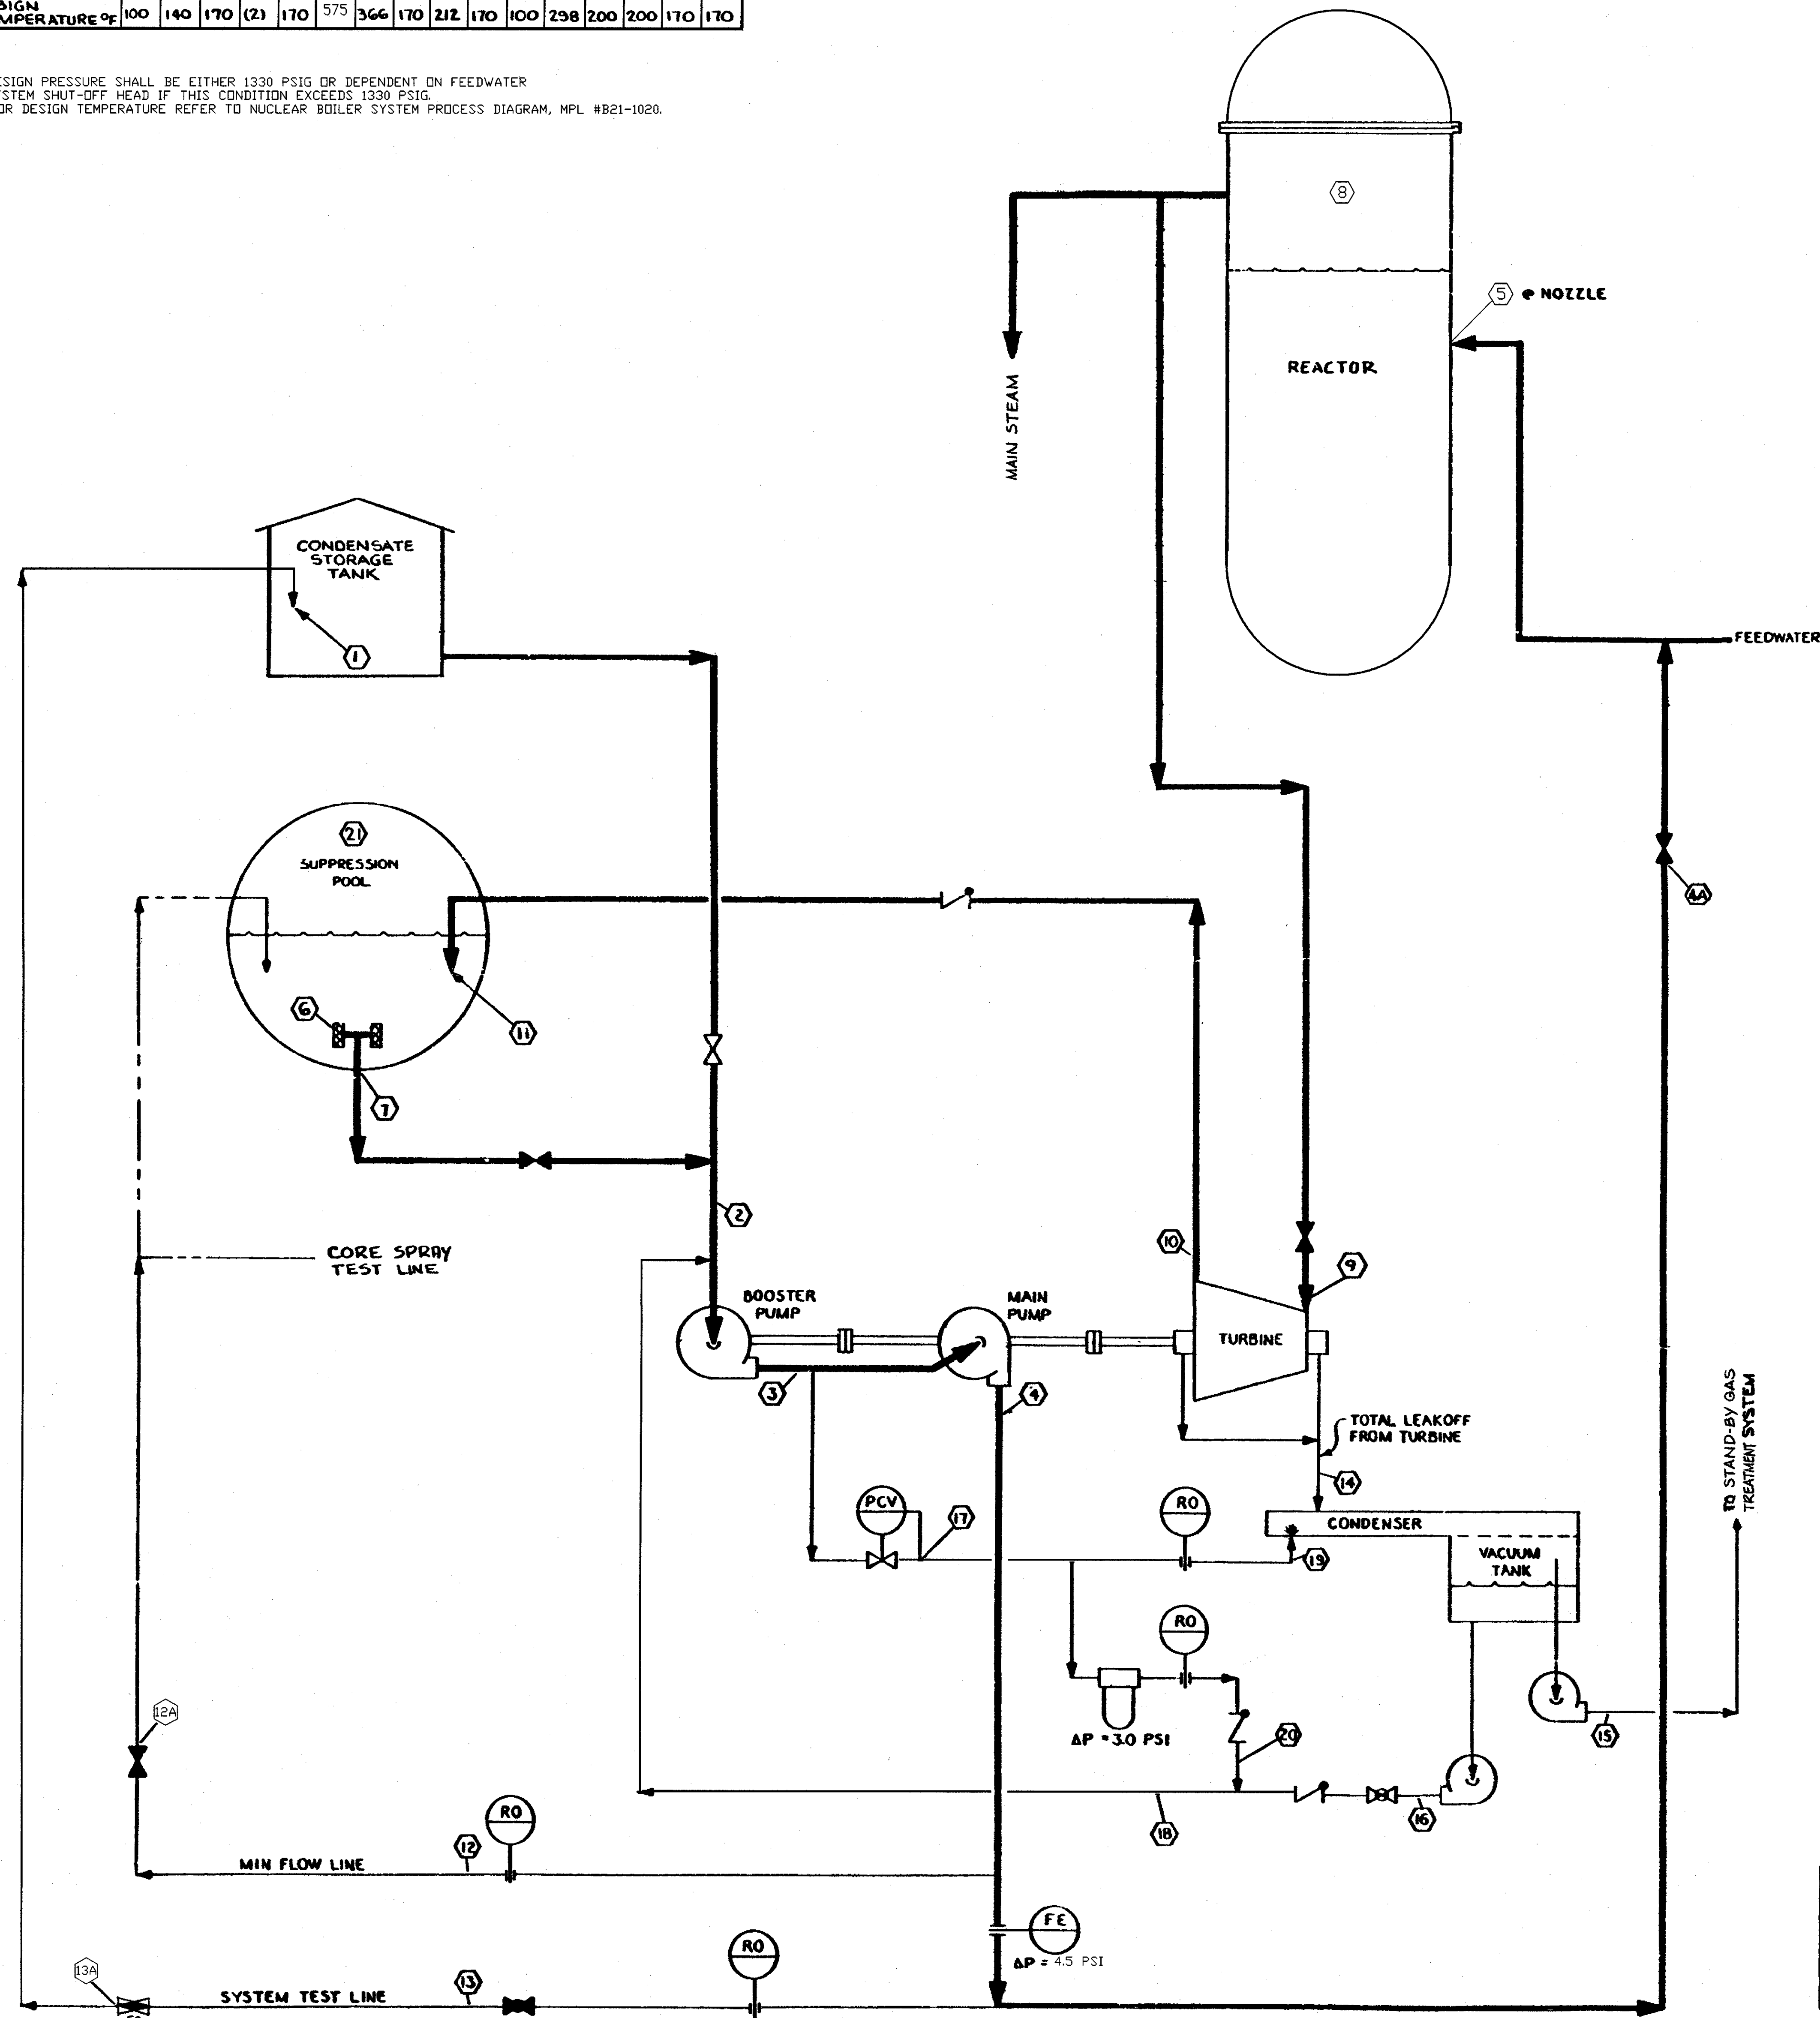 100 140 170 (2) 170 575 366 170 212 170 100 298 200 200 170 170
DESIGN PRESSURE SHALL BE EITHER 1330 PSIG OR DEPENDENT ON FEEDWATER
SYSTEM SHUT-OFF HEAD IF THIS CONDITION EXCEEDS 1330 PSIG.
FOR DESIGN TEMPERATURE REFER TO NUCLEAR BOILER SYSTEM PROCESS DIAGRAM, MPL #B21-1020.
8
5 @ NOZZLE
REACTOR
MAIN STEAM
CONDENSATE
STORAGE
TANK
1
FEEDWATER
21
SUPPRESSION
POOL
4A
6
11
7
2
CORE SPRAY
TEST LINE
10
9
BOOSTER
PUMP
MAIN
PUMP
TURBINE
3
4
TOTAL LEAKOFF
FROM TURBINE
14
TO STAND-BY GAS
TREATMENT SYSTEM
PCV
17
RO
CONDENSER
19
VACUUM
TANK
RO
ΔP = 3.0 PSI
20
15
12A
18
16
RO
12
MIN FLOW LINE
FE
ΔP = 4.5 PSI
RO
13A
SYSTEM TEST LINE
13